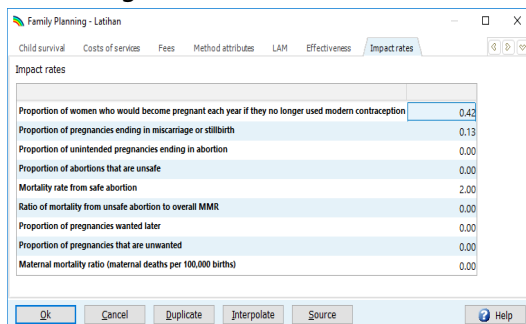 Family Planning - Latihan
Child survival Costs of services Fees Method attributes LAM Effectiveness Impact rates
Impact rates
Proportion of women who would become pregnant each year if they no longer used modern contraception 0.42
Proportion of pregnancies ending in miscarriage or stillbirth 0.13
Proportion of unintended pregnancies ending in abortion 0.00
Proportion of abortions that are unsafe 0.00
Mortality rate from safe abortion 2.00
Ratio of mortality from unsafe abortion to overall MMR 0.00
Proportion of pregnancies wanted later 0.00
Proportion of pregnancies that are unwanted 0.00
Maternal mortality ratio (maternal deaths per 100,000 births) 0.00
Ok Cancel Duplicate Interpolate Source Help